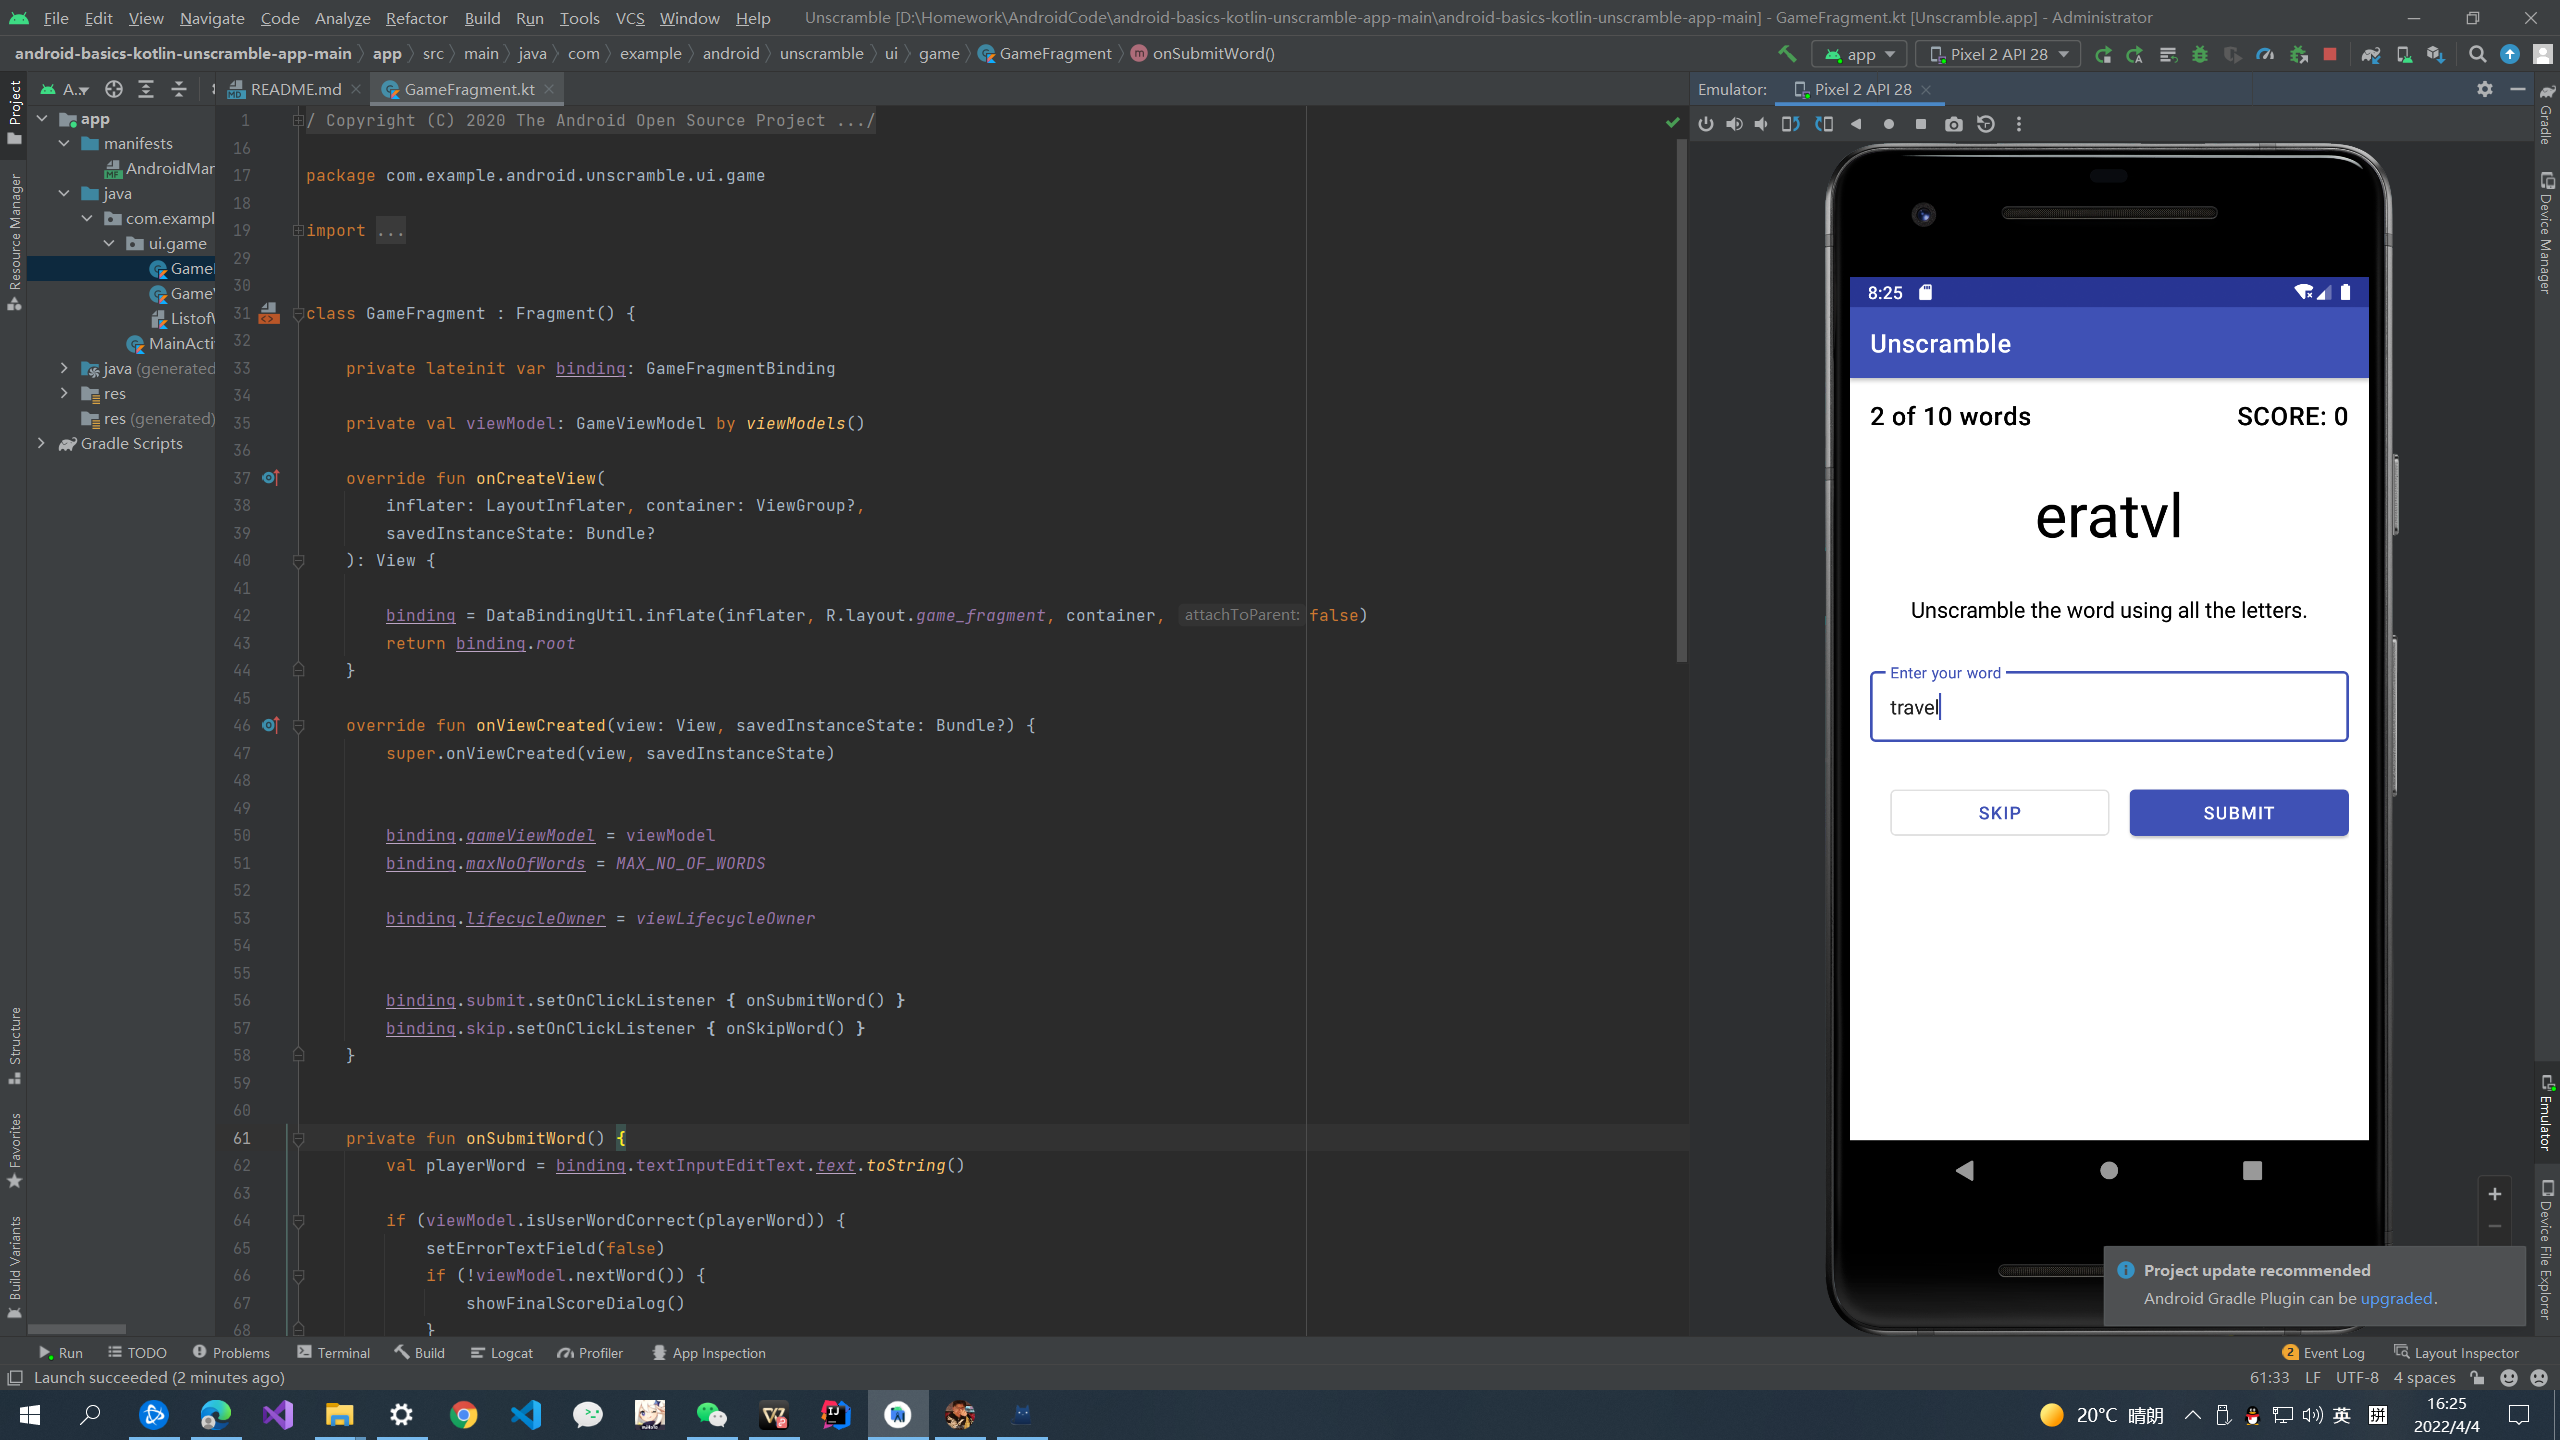 File Edit View Navigate Code Analyze Refactor Build Run Tools VCS Window Help Unscramble [D:\Homework\AndroidCode\android-basics-kotlin-unscramble-app-main\android-basics-kotlin-unscramble-app-main] - GameFragment.kt [Unscramble.app] - Administrator
android-basics-kotlin-unscramble-app-main app src main java com example android unscramble ui game GameFragment onSubmitWord()
app Pixel 2 API 28
Project
Resource Manager
Structure
Favorites
Build Variants
A...
app
manifests
AndroidMar
java
com.exampl
ui.game
Game
Game
Listof
MainActi
java (generated
res
res (generated)
Gradle Scripts
README.md GameFragment.kt
1 / Copyright (C) 2020 The Android Open Source Project .../
16
17 package com.example.android.unscramble.ui.game
18
19 import ...
29
30
31 class GameFragment : Fragment() {
32
33 private lateinit var binding: GameFragmentBinding
34
35 private val viewModel: GameViewModel by viewModels()
36
37 override fun onCreateView(
38 inflater: LayoutInflater, container: ViewGroup?,
39 savedInstanceState: Bundle?
40 ): View {
41
42 binding = DataBindingUtil.inflate(inflater, R.layout.game_fragment, container, attachToParent: false)
43 return binding.root
44 }
45
46 override fun onViewCreated(view: View, savedInstanceState: Bundle?) {
47 super.onViewCreated(view, savedInstanceState)
48
49
50 binding.gameViewModel = viewModel
51 binding.maxNoOfWords = MAX_NO_OF_WORDS
52
53 binding.lifecycleOwner = viewLifecycleOwner
54
55
56 binding.submit.setOnClickListener { onSubmitWord() }
57 binding.skip.setOnClickListener { onSkipWord() }
58 }
59
60
61 private fun onSubmitWord() {
62 val playerWord = binding.textInputEditText.text.toString()
63
64 if (viewModel.isUserWordCorrect(playerWord)) {
65 setErrorTextField(false)
66 if (!viewModel.nextWord()) {
67 showFinalScoreDialog()
68 }
Emulator: Pixel 2 API 28
8:25
Unscramble
2 of 10 words SCORE: 0
eratvl
Unscramble the word using all the letters.
Enter your word
travel
SKIP SUBMIT
Project update recommended
Android Gradle Plugin can be upgraded.
Gradle
Device Manager
Emulator
Device File Explorer
Run TODO Problems Terminal Build Logcat Profiler App Inspection 2 Event Log Layout Inspector
Launch succeeded (2 minutes ago) 61:33 LF UTF-8 4 spaces
20°C 晴朗 英 拼 16:25
2022/4/4